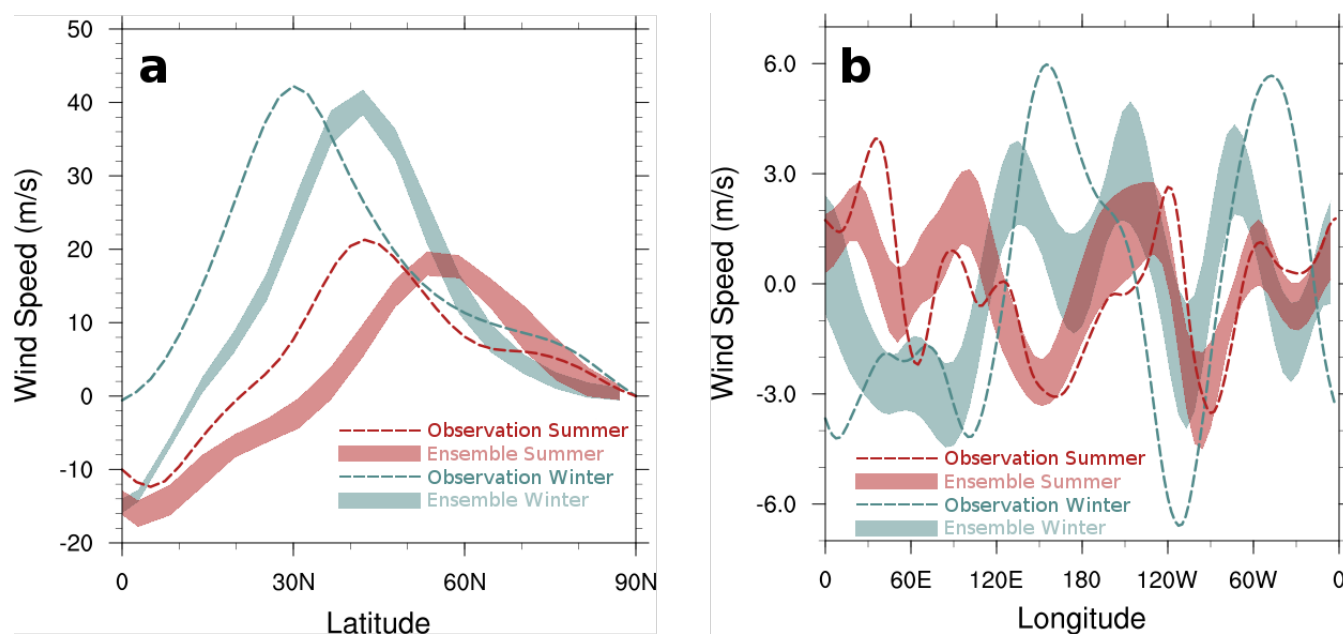 a
50
40
30
20
10
0
-10
-20
Wind Speed (m/s)
Observation Summer
Ensemble Summer
Observation Winter
Ensemble Winter
0 30N 60N 90N
Latitude
b
6.0
3.0
0.0
-3.0
-6.0
Wind Speed (m/s)
Observation Summer
Ensemble Summer
Observation Winter
Ensemble Winter
0 60E 120E 180 120W 60W 0
Longitude